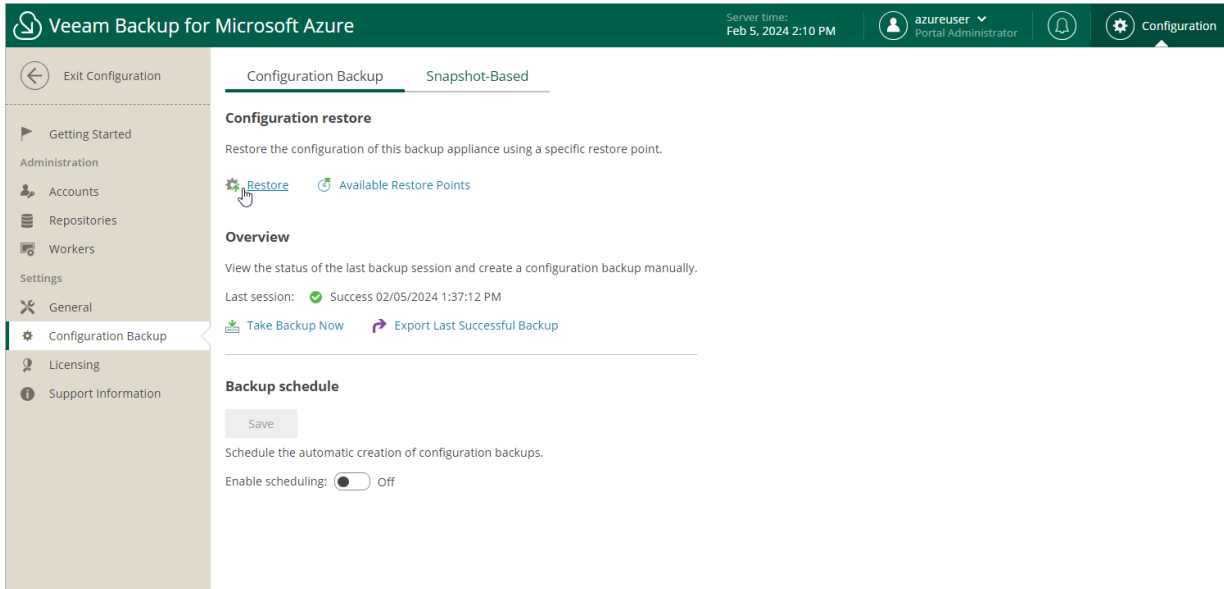 Veeam Backup for Microsoft Azure
Server time:
Feb 5, 2024 2:10 PM
azureuser
Portal Administrator
Configuration
Exit Configuration
Getting Started
Administration
Accounts
Repositories
Workers
Settings
General
Configuration Backup
Licensing
Support Information
Configuration Backup Snapshot-Based
Configuration restore
Restore the configuration of this backup appliance using a specific restore point.
Restore Available Restore Points
Overview
View the status of the last backup session and create a configuration backup manually.
Last session: Success 02/05/2024 1:37:12 PM
Take Backup Now Export Last Successful Backup
Backup schedule
Save
Schedule the automatic creation of configuration backups.
Enable scheduling: Off